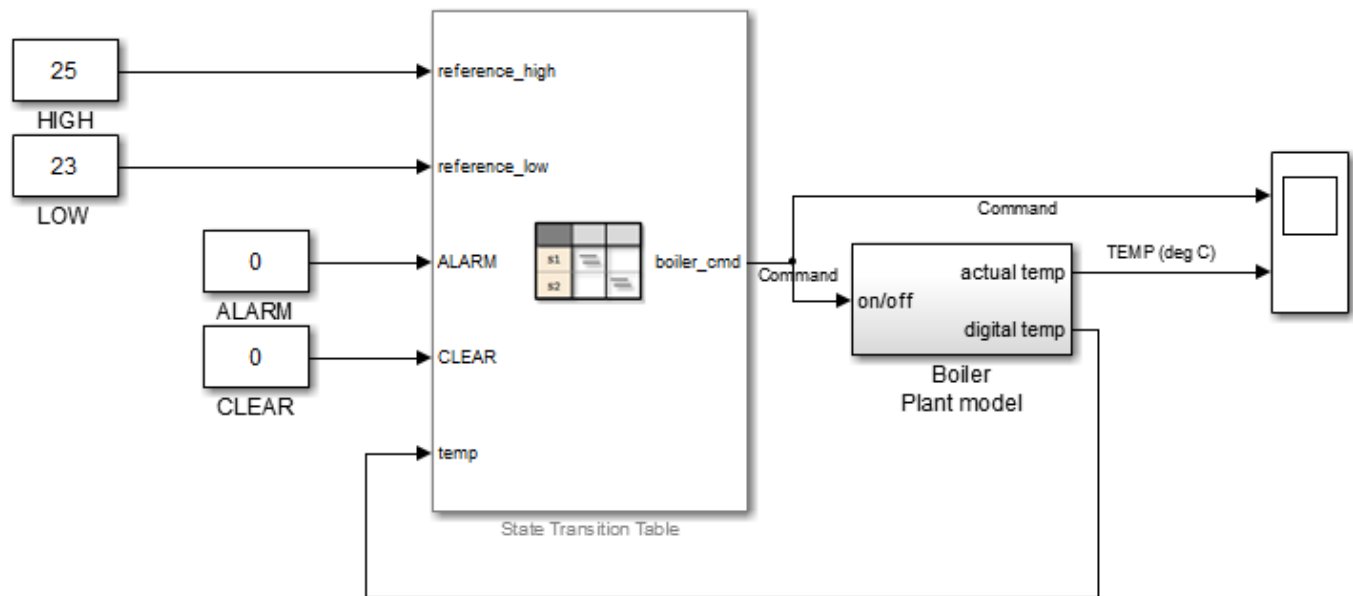 25
HIGH
23
LOW
0
ALARM
0
CLEAR
reference_high
reference_low
ALARM
CLEAR
temp
s1
s2
boiler_cmd
State Transition Table
Command
Command
on/off
actual temp
digital temp
Boiler
Plant model
TEMP (deg C)